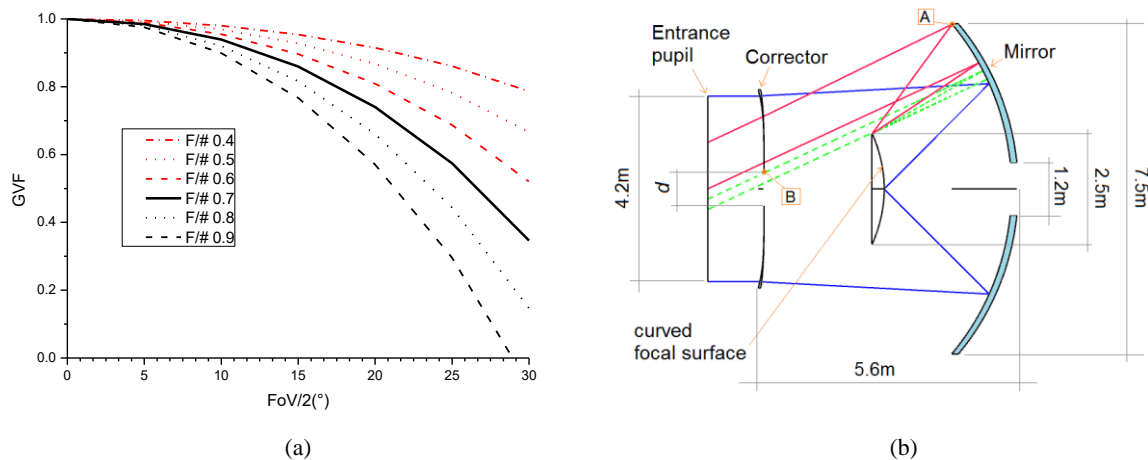 1.0
0.8
0.6
0.4
0.2
0.0
GVF
F/# 0.4
F/# 0.5
F/# 0.6
F/# 0.7
F/# 0.8
F/# 0.9
0 5 10 15 20 25 30
FoV/2(°)
(a)
A
Entrance
pupil
Corrector
Mirror
4.2m
d
B
1.2m
2.5m
7.5m
curved
focal surface
5.6m
(b)